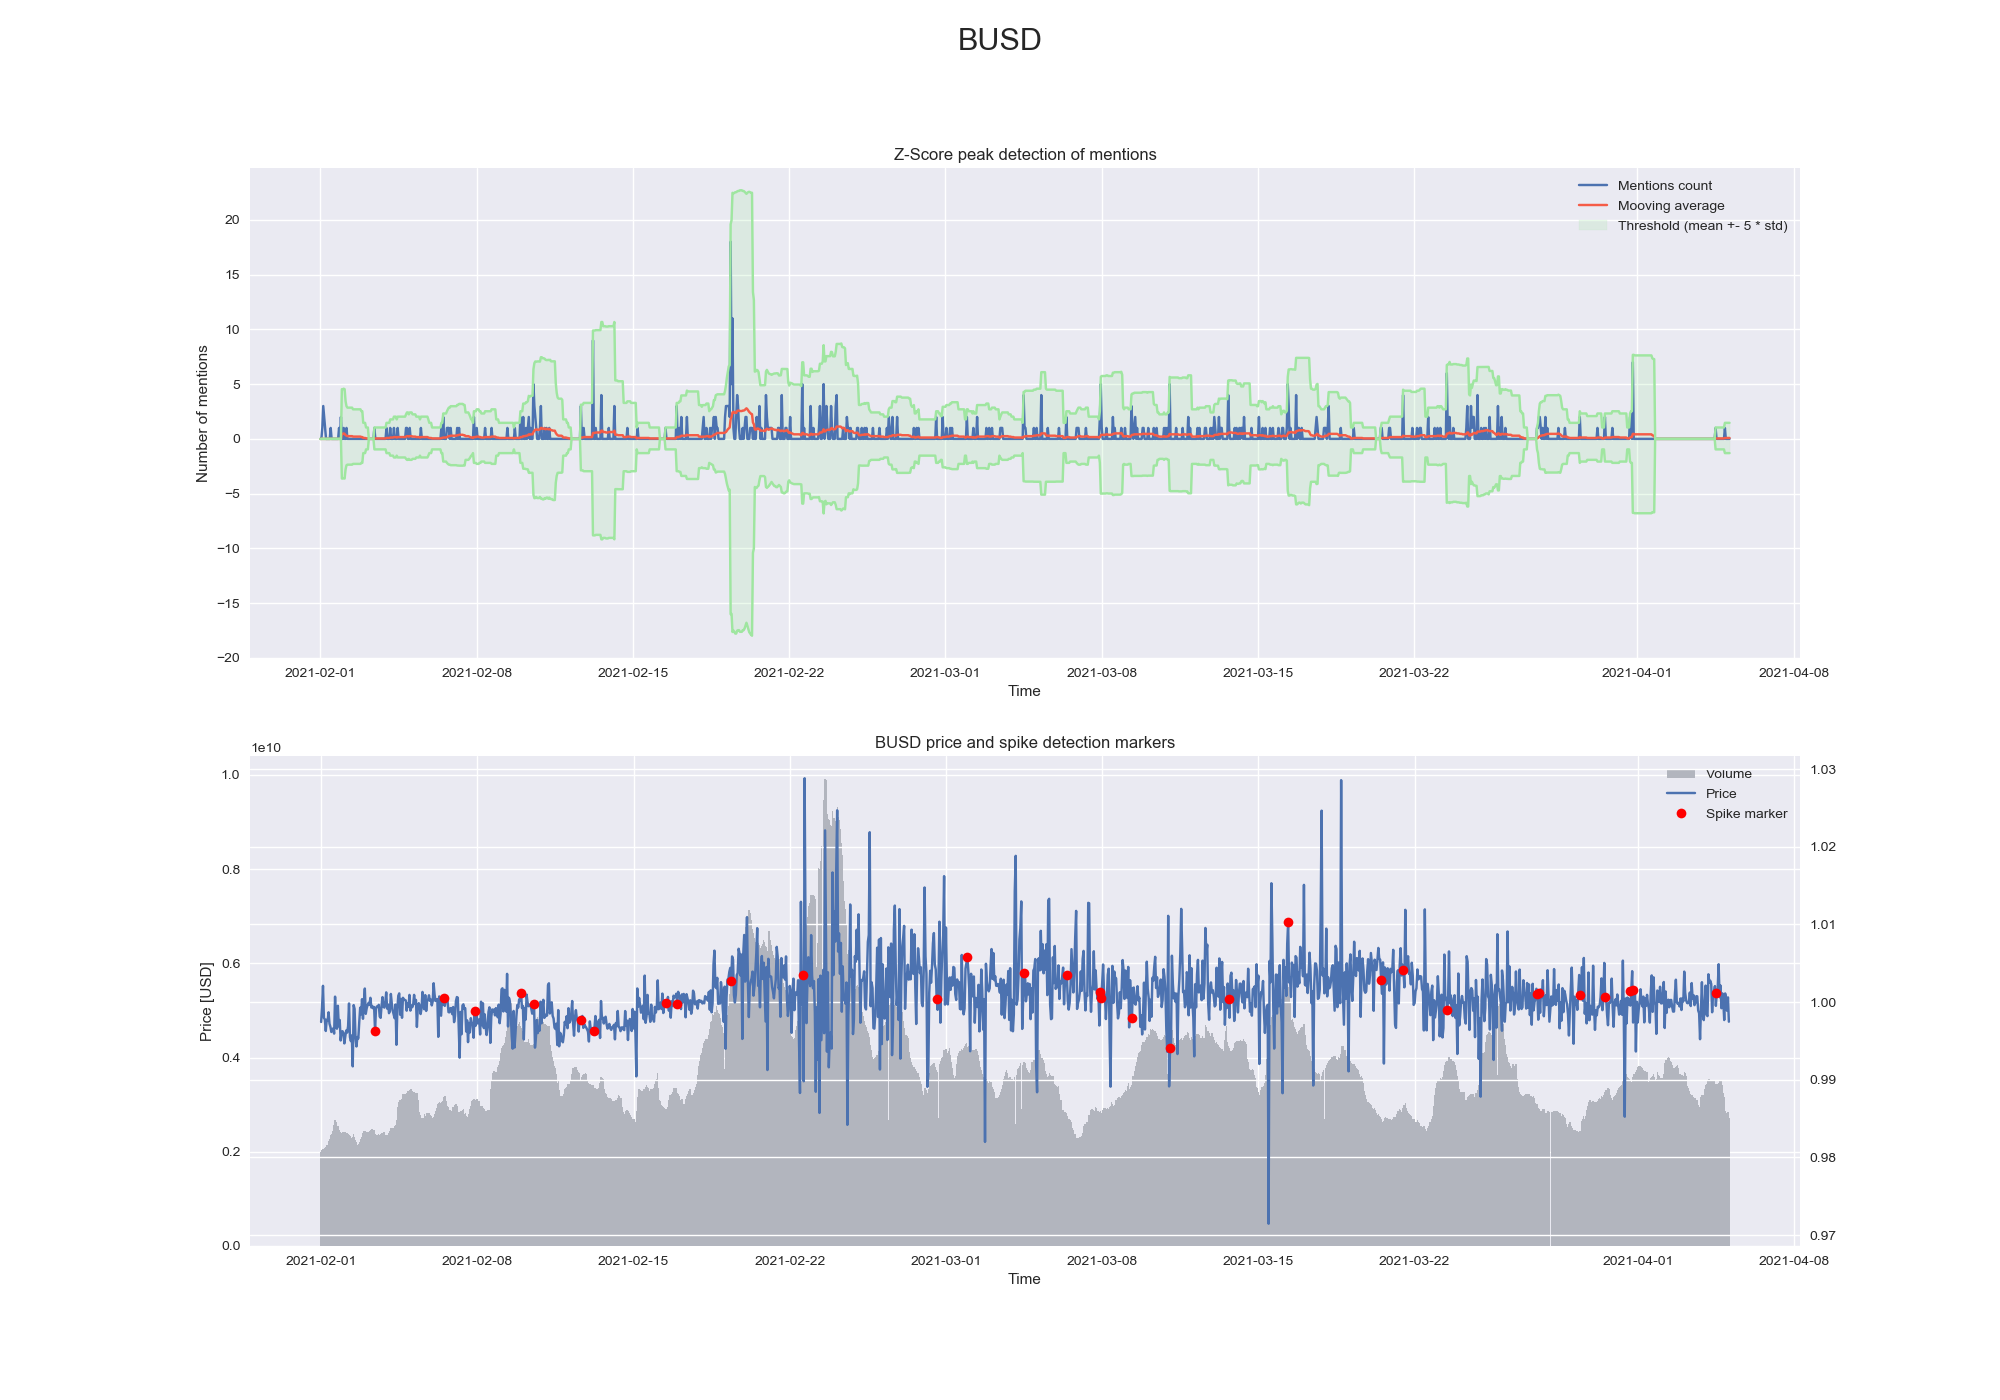 BUSD
Z-Score peak detection of mentions
Mentions count
Mooving average
Threshold (mean +- 5 * std)
Number of mentions
20
15
10
5
0
−5
−10
−15
−20
2021-02-01 2021-02-08 2021-02-15 2021-02-22 2021-03-01 2021-03-08 2021-03-15 2021-03-22 2021-04-01 2021-04-08
Time
BUSD price and spike detection markers
1e10
Volume
Price
Spike marker
Price [USD]
1.0
0.8
0.6
0.4
0.2
0.0
1.03
1.02
1.01
1.00
0.99
0.98
0.97
2021-02-01 2021-02-08 2021-02-15 2021-02-22 2021-03-01 2021-03-08 2021-03-15 2021-03-22 2021-04-01 2021-04-08
Time